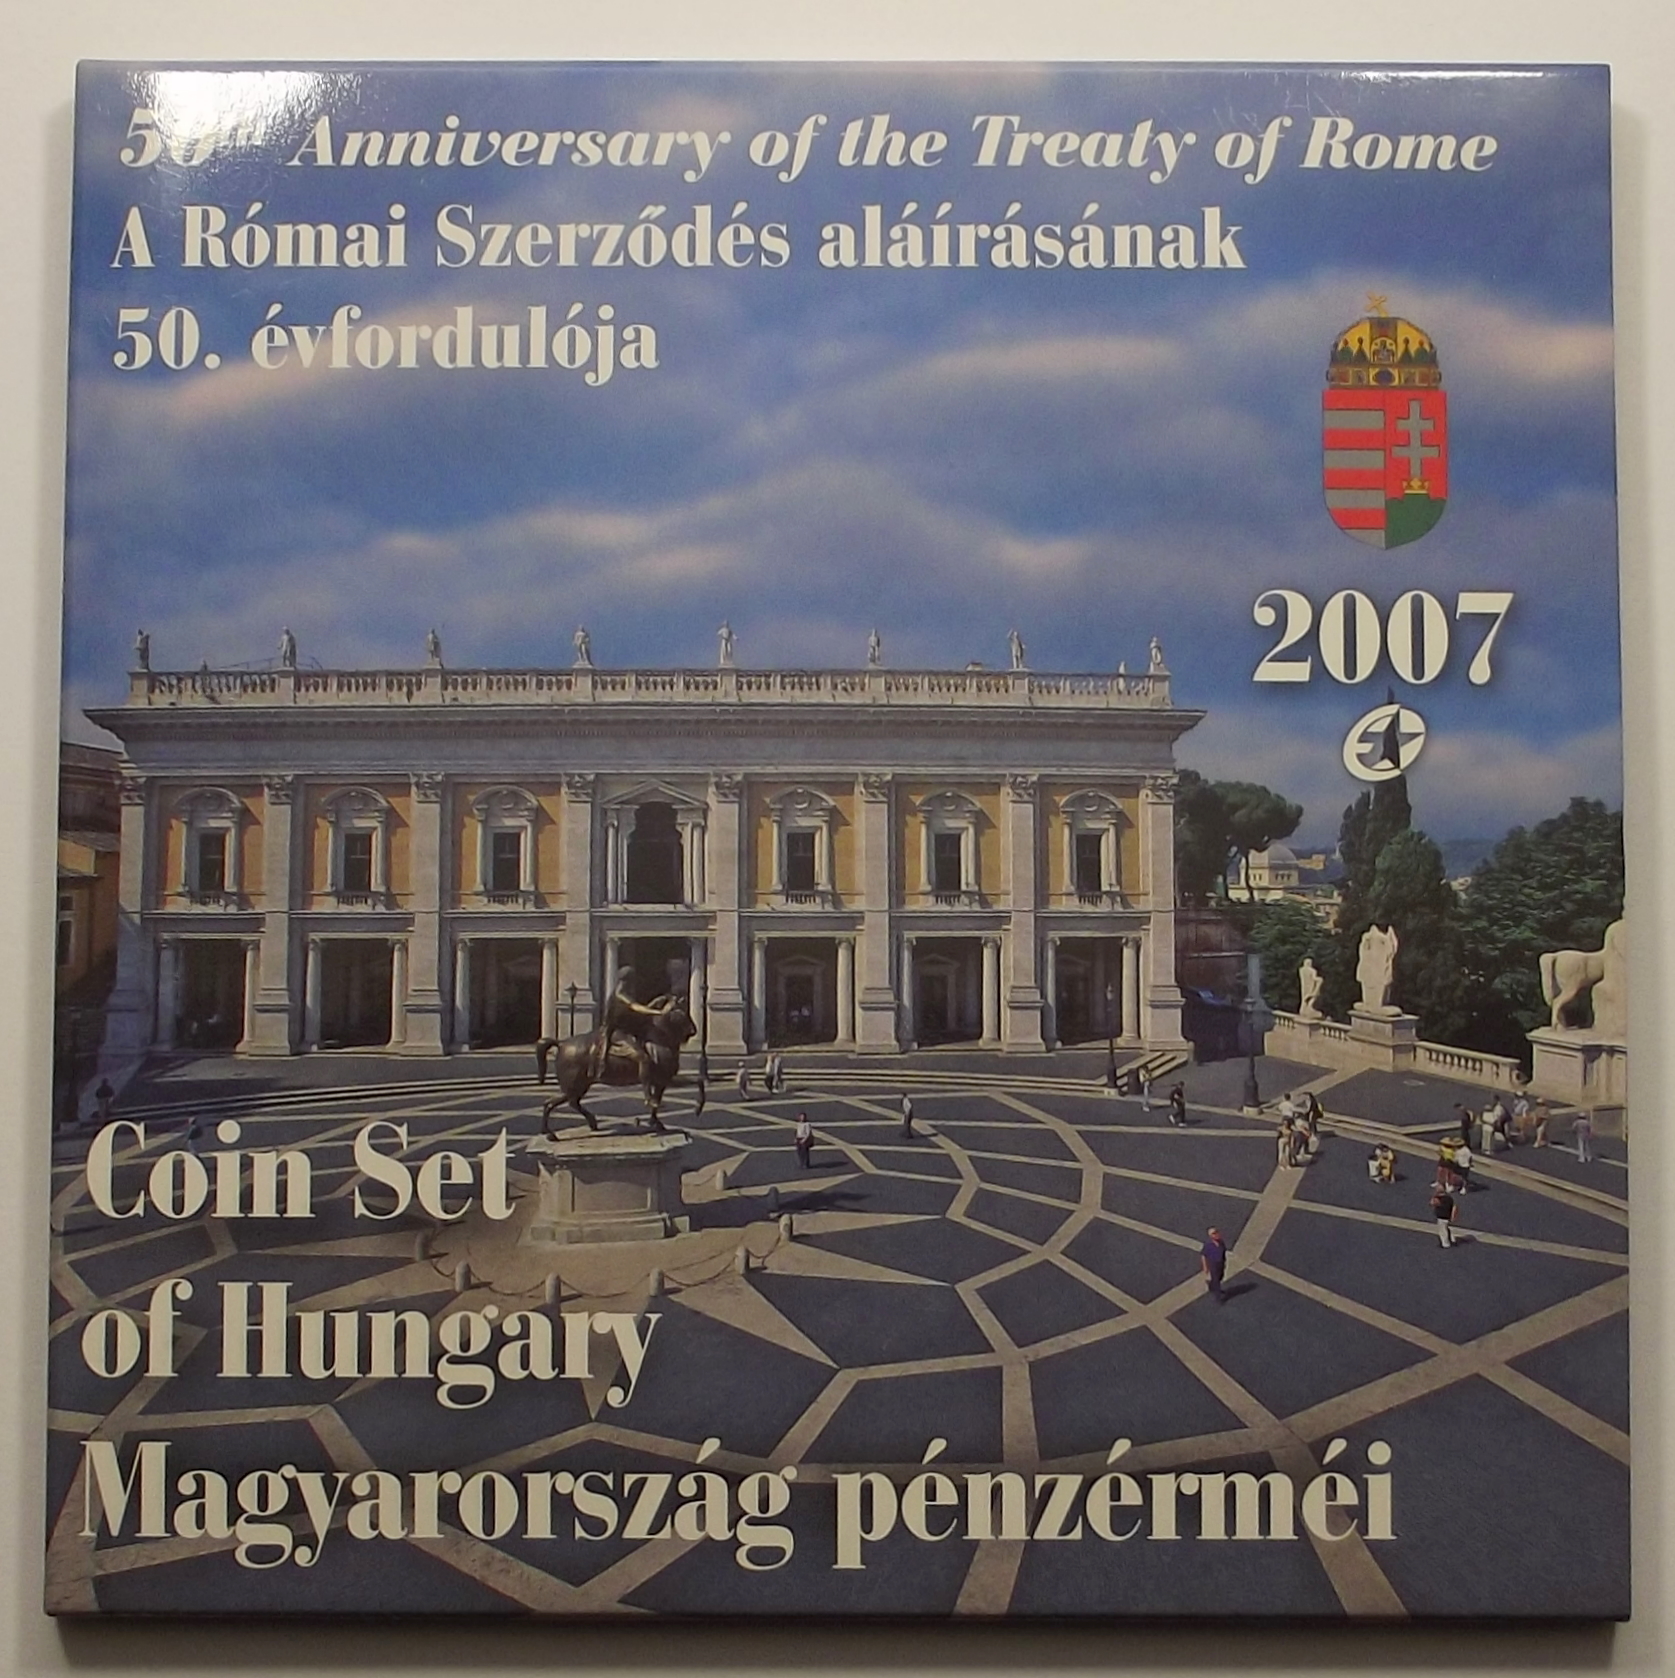 50th Anniversary of the Treaty of Rome
A Római Szerződés aláírásának
50. évfordulója
2007
Coin Set
of Hungary
Magyarország pénzérméi